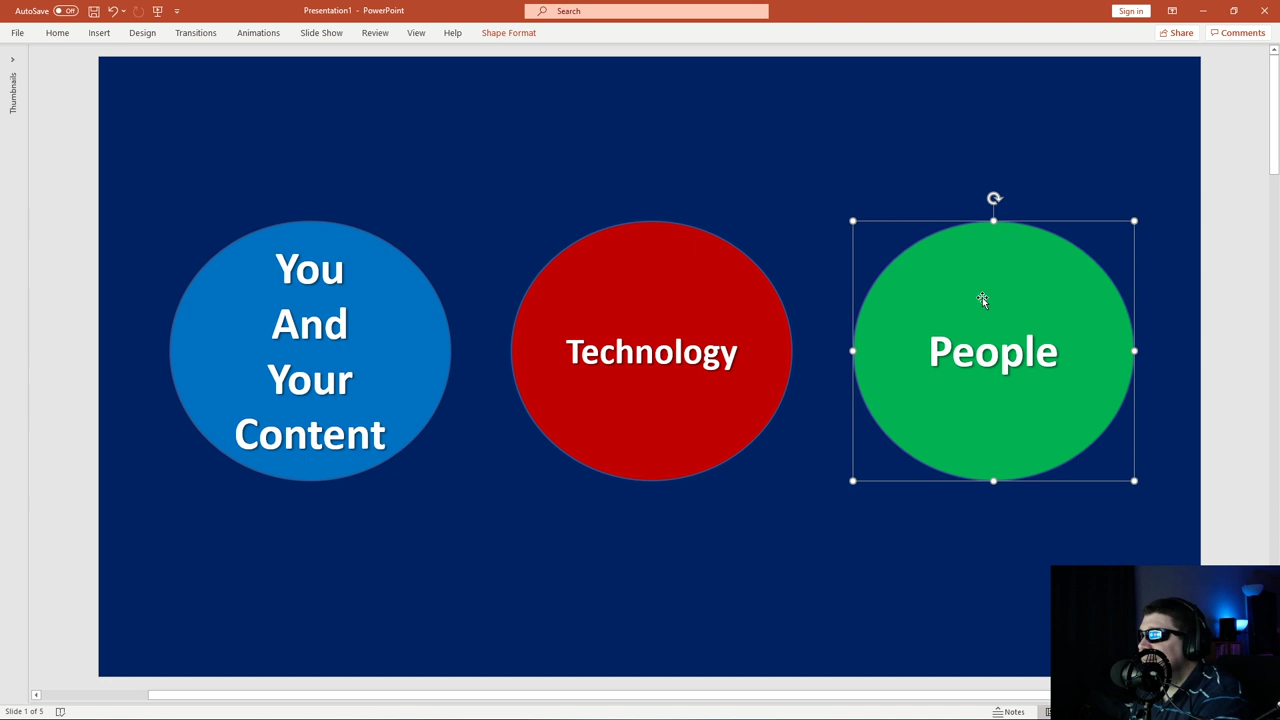 AutoSave Off
Presentation1 - PowerPoint
Search
Sign in
File Home Insert Design Transitions Animations Slide Show Review View Help Shape Format
Share Comments
Thumbnails
You
And
Your
Content
Technology
People
Slide 1 of 5
Notes